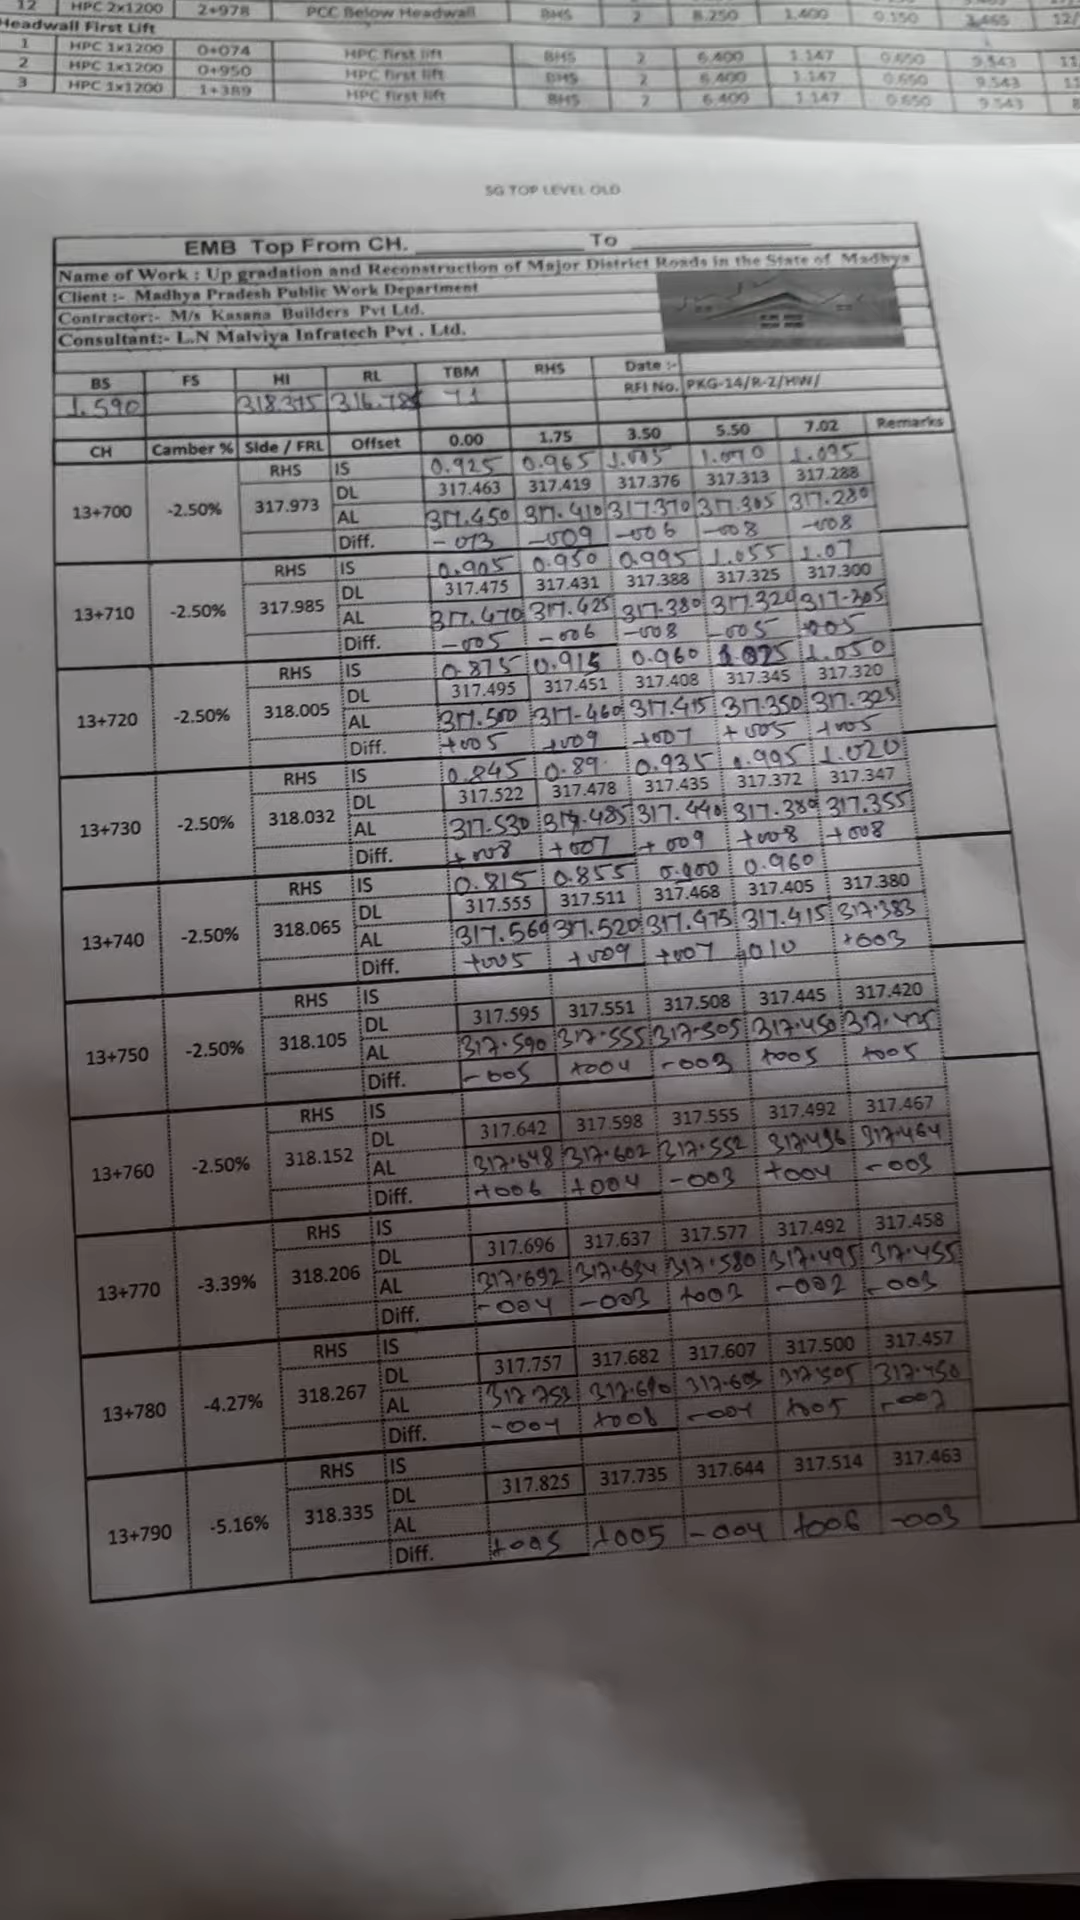 12 HPC 2x1200 2+978 PCC Below Headwall BHS 2 8.250 1.400 0.150 3.465 12/
Headwall First Lift
1 HPC 1x1200 0+074 HPC first lift BHS 2 6.400 1.147 0.650 9.543 11
2 HPC 1x1200 0+950 HPC first lift BHS 2 6.400 1.147 0.650 9.543 11
3 HPC 1x1200 1+389 HPC first lift BHS 2 6.400 1.147 0.650 9.543 8
SG TOP LEVEL OLD
EMB Top From CH. To
Name of Work : Up gradation and Reconstruction of Major District Roads in the State of Madhya
Client :- Madhya Pradesh Public Work Department
Contractor:- M/s Kasana Builders Pvt Ltd.
Consultant:- L.N Malviya Infratech Pvt . Ltd.
BS FS HI RL TBM RHS Date :-
1.590 318.375 316.785 RFI No. PKG-14/R-2/HW/
CH Camber % Side / FRL Offset 0.00 1.75 3.50 5.50 7.02 Remarks
RHS IS 0.925 0.965 1.005 1.070 1.095
DL 317.463 317.419 317.376 317.313 317.288
13+700 -2.50% 317.973 AL 317.450 317.410 317.370 317.305 317.280
Diff. -013 -009 -006 -008 -008
RHS IS 0.905 0.950 0.995 1.055 1.07
DL 317.475 317.431 317.388 317.325 317.300
13+710 -2.50% 317.985 AL 317.470 317.425 317.380 317.320 317.305
Diff. -005 -006 -008 -005 +005
RHS IS 0.875 0.915 0.960 1.025 1.050
DL 317.495 317.451 317.408 317.345 317.320
13+720 -2.50% 318.005 AL 317.500 317.460 317.415 317.350 317.325
Diff. +005 +009 +007 +005 +005
RHS IS 0.845 0.89 0.935 0.995 1.020
DL 317.522 317.478 317.435 317.372 317.347
13+730 -2.50% 318.032 AL 317.530 317.485 317.440 317.380 317.355
Diff. +008 +007 +009 +008 +008
RHS IS 0.815 0.855 0.900 0.960
DL 317.555 317.511 317.468 317.405 317.380
13+740 -2.50% 318.065 AL 317.560 317.520 317.475 317.415 317.383
Diff. +005 +009 +007 +010 +003
RHS IS
DL 317.595 317.551 317.508 317.445 317.420
13+750 -2.50% 318.105 AL 317.590 317.555 317.505 317.450 317.425
Diff. -005 +004 -003 +005 +005
RHS IS
DL 317.642 317.598 317.555 317.492 317.467
13+760 -2.50% 318.152 AL 317.648 317.602 317.552 317.496 317.464
Diff. +006 +004 -003 +004 -003
RHS IS
DL 317.696 317.637 317.577 317.492 317.458
13+770 -3.39% 318.206 AL 317.692 317.634 317.580 317.495 317.455
Diff. -004 -003 +003 -002 -003
RHS IS
DL 317.757 317.682 317.607 317.500 317.457
13+780 -4.27% 318.267 AL 317.753 317.690 317.603 317.505 317.450
Diff. -004 +008 -004 +005 -007
RHS IS
DL 317.825 317.735 317.644 317.514 317.463
13+790 -5.16% 318.335 AL
Diff. +005 +005 -004 +006 -003